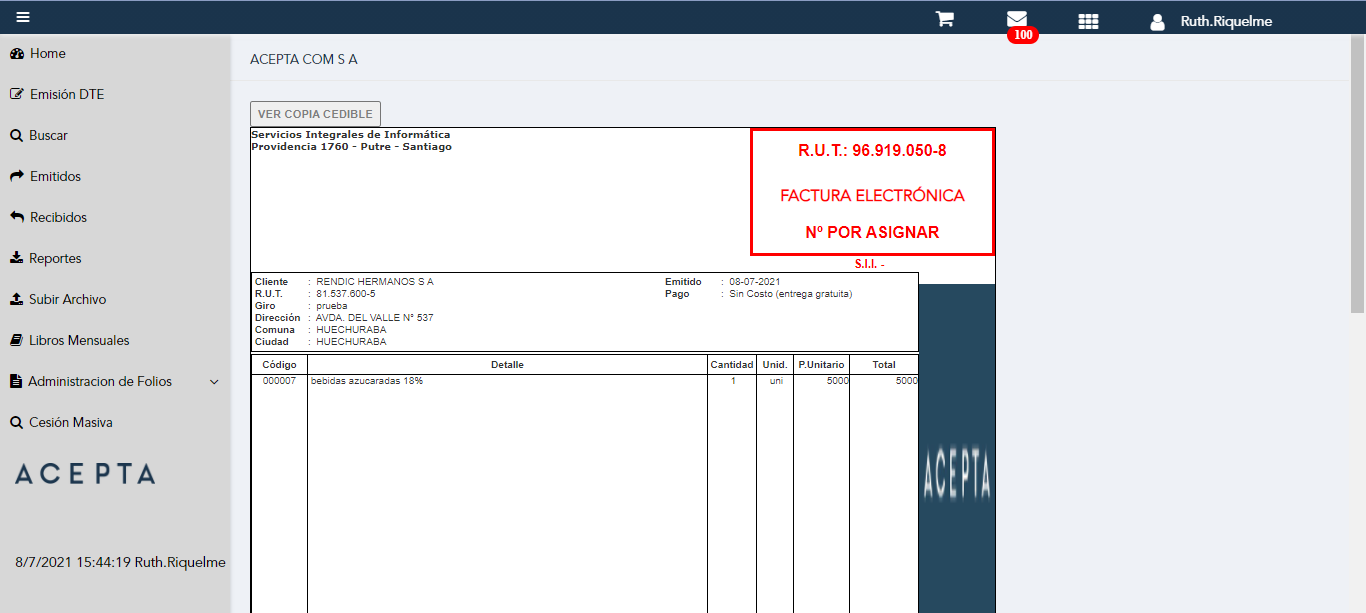 Ruth.Riquelme
100
Home
Emisión DTE
Buscar
Emitidos
Recibidos
Reportes
Subir Archivo
Libros Mensuales
Administracion de Folios
Cesión Masiva
ACEPTA
8/7/2021 15:44:19 Ruth.Riquelme
ACEPTA COM S A
VER COPIA CEDIBLE
Servicios Integrales de Informática
Providencia 1760 - Putre - Santiago
R.U.T.: 96.919.050-8
FACTURA ELECTRÓNICA
Nº POR ASIGNAR
S.I.I. -
Cliente : RENDIC HERMANOS S A Emitido : 08-07-2021
R.U.T. : 81.537.600-5 Pago : Sin Costo (entrega gratuita)
Giro : prueba
Dirección : AVDA. DEL VALLE N° 537
Comuna : HUECHURABA
Ciudad : HUECHURABA
Código Detalle Cantidad Unid. P.Unitario Total
000007 bebidas azucaradas 18% 1 uni 5000 5000
ACEPTA